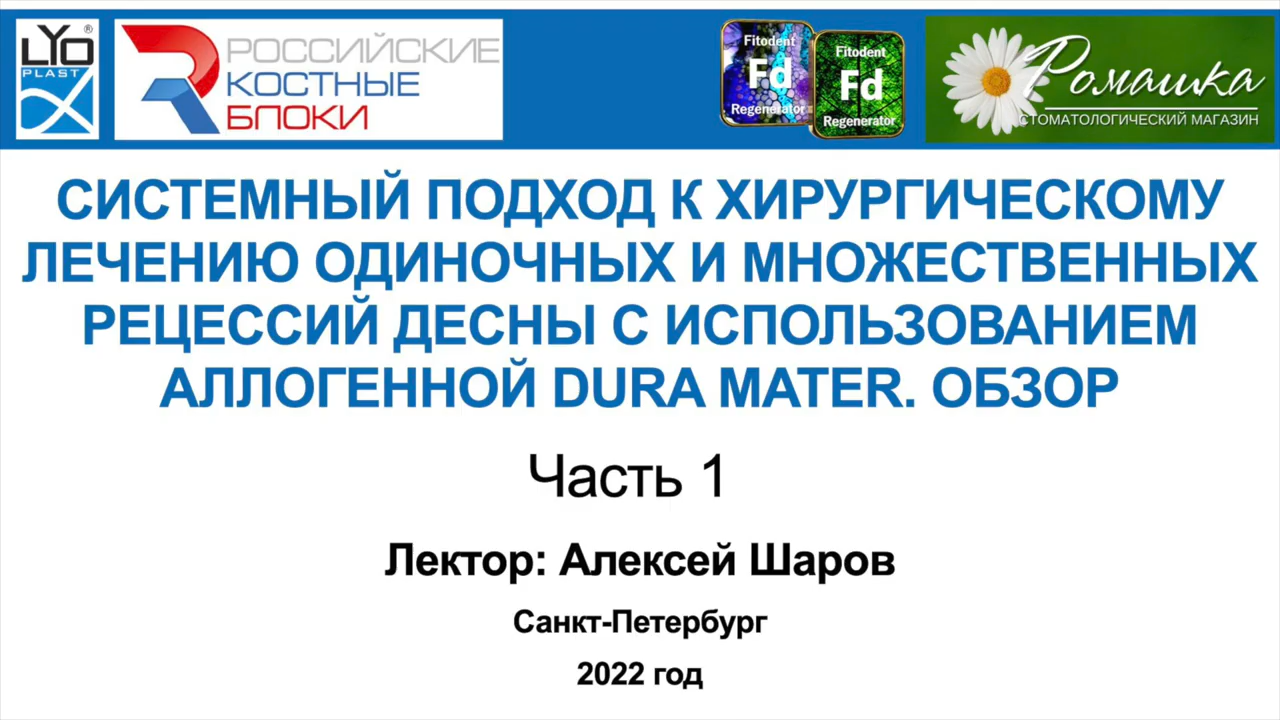 LYO®
PLAST
РОССИЙСКИЕ
КОСТНЫЕ
БЛОКИ
Fitodent
Fd
Regenerator
Fitodent
Fd
Regenerator
Ромашка
СТОМАТОЛОГИЧЕСКИЙ МАГАЗИН
СИСТЕМНЫЙ ПОДХОД К ХИРУРГИЧЕСКОМУ
ЛЕЧЕНИЮ ОДИНОЧНЫХ И МНОЖЕСТВЕННЫХ
РЕЦЕССИЙ ДЕСНЫ С ИСПОЛЬЗОВАНИЕМ
АЛЛОГЕННОЙ DURA MATER. ОБЗОР
Часть 1
Лектор: Алексей Шаров
Санкт-Петербург
2022 год